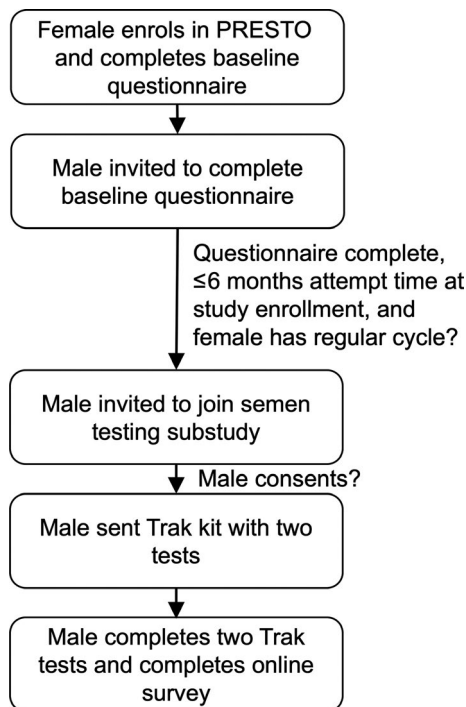 Female enrols in PRESTO
and completes baseline
questionnaire
Male invited to complete
baseline questionnaire
Questionnaire complete,
≤6 months attempt time at
study enrollment, and
female has regular cycle?
Male invited to join semen
testing substudy
Male consents?
Male sent Trak kit with two
tests
Male completes two Trak
tests and completes online
survey